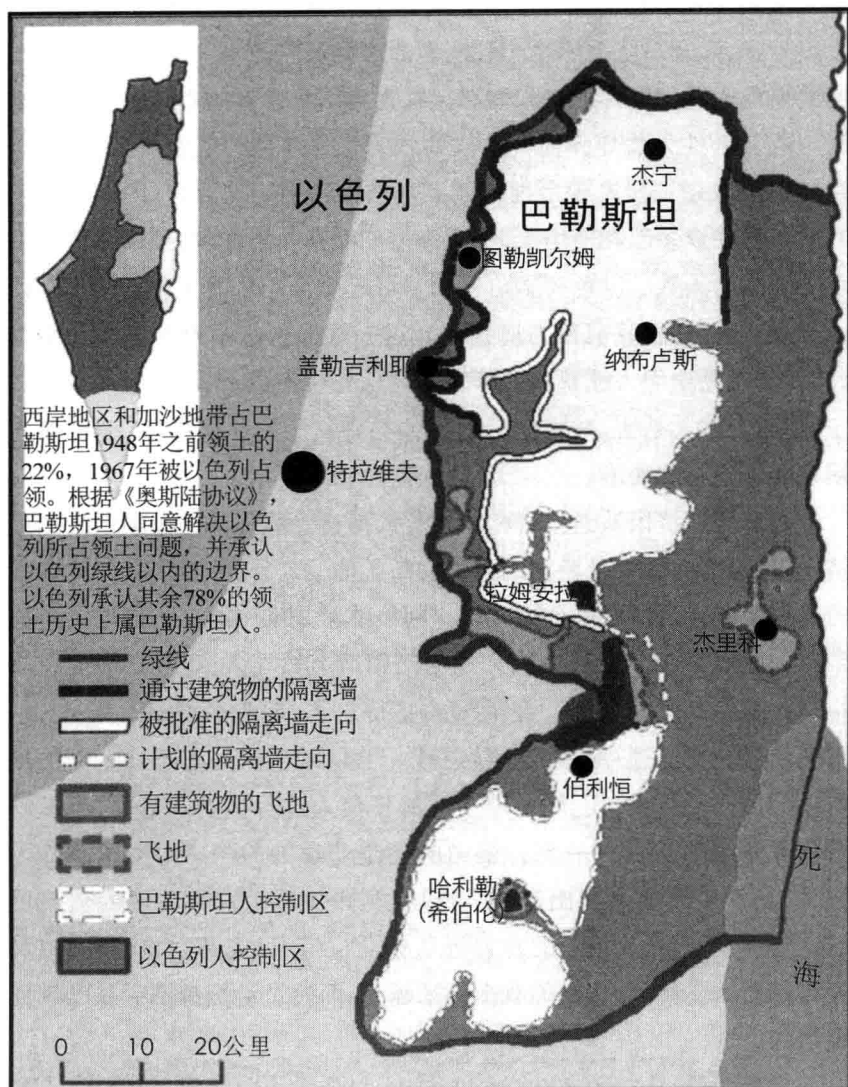 以色列
杰宁
巴勒斯坦
图勒凯尔姆
纳布卢斯
盖勒吉利耶
特拉维夫
拉姆安拉
杰里科
伯利恒
哈利勒
(希伯伦)
死
海
西岸地区和加沙地带占巴
勒斯坦1948年之前领土的
22%，1967年被以色列占
领。根据《奥斯陆协议》，
巴勒斯坦人同意解决以色
列所占领土问题，并承认
以色列绿线以内的边界。
以色列承认其余78%的领
土历史上属巴勒斯坦人。
绿线
通过建筑物的隔离墙
被批准的隔离墙走向
计划的隔离墙走向
有建筑物的飞地
飞地
巴勒斯坦人控制区
以色列人控制区
0 10 20公里